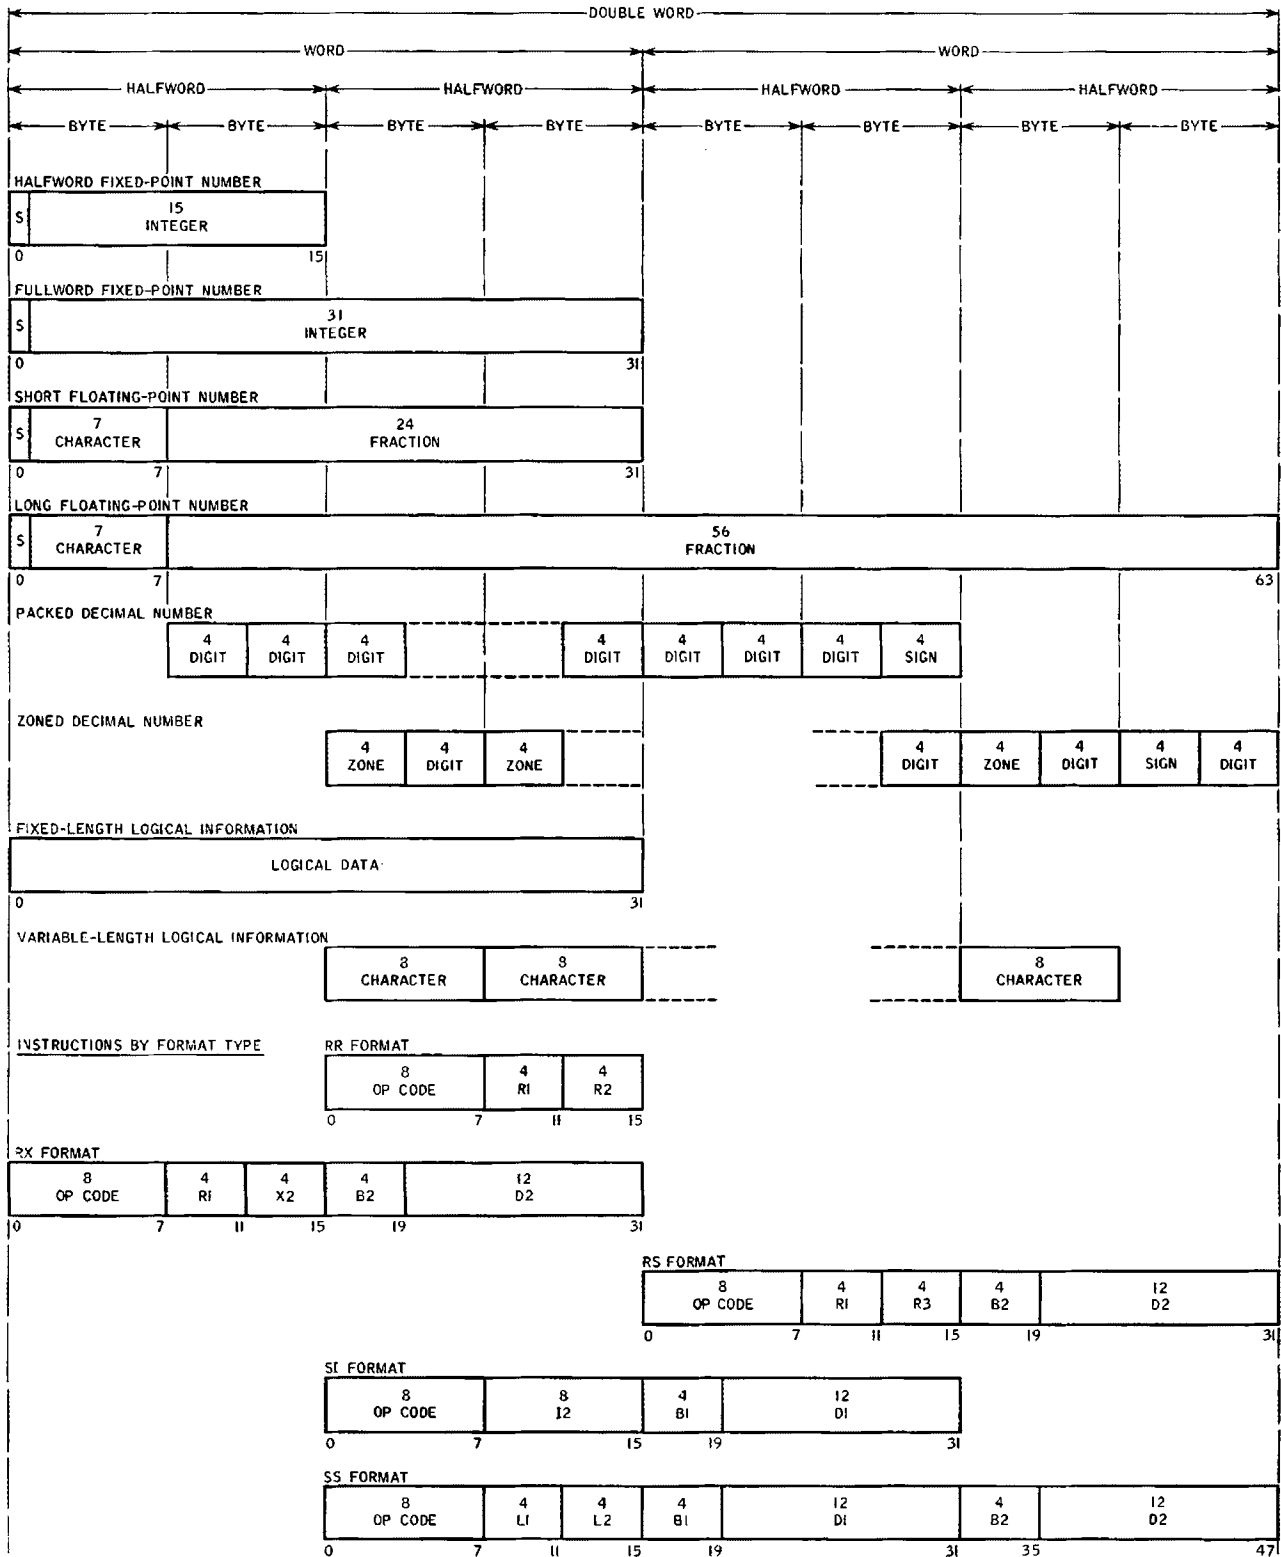 DOUBLE WORD
WORD WORD
HALFWORD HALFWORD HALFWORD HALFWORD
BYTE BYTE BYTE BYTE BYTE BYTE BYTE BYTE
HALFWORD FIXED-POINT NUMBER
S 15 INTEGER
0 15
FULLWORD FIXED-POINT NUMBER
S 31 INTEGER
0 31
SHORT FLOATING-POINT NUMBER
S 7 CHARACTER 24 FRACTION
0 7 31
LONG FLOATING-POINT NUMBER
S 7 CHARACTER 56 FRACTION
0 7 63
PACKED DECIMAL NUMBER
4 4 4 4 4 4 4 4
DIGIT DIGIT DIGIT DIGIT DIGIT DIGIT DIGIT SIGN
ZONED DECIMAL NUMBER
4 4 4 4 4 4 4 4
ZONE DIGIT ZONE DIGIT ZONE DIGIT SIGN DIGIT
FIXED-LENGTH LOGICAL INFORMATION
LOGICAL DATA
0 31
VARIABLE-LENGTH LOGICAL INFORMATION
8 8 8
CHARACTER CHARACTER CHARACTER
INSTRUCTIONS BY FORMAT TYPE RR FORMAT
8 4 4
OP CODE R1 R2
0 7 11 15
RX FORMAT
8 4 4 4 12
OP CODE R1 X2 B2 D2
0 7 11 15 19 31
RS FORMAT
8 4 4 4 12
OP CODE R1 R3 B2 D2
0 7 11 15 19 31
SI FORMAT
8 8 4 12
OP CODE I2 B1 D1
0 7 15 19 31
SS FORMAT
8 4 4 4 12 4 12
OP CODE L1 L2 B1 D1 B2 D2
0 7 11 15 19 31 35 47